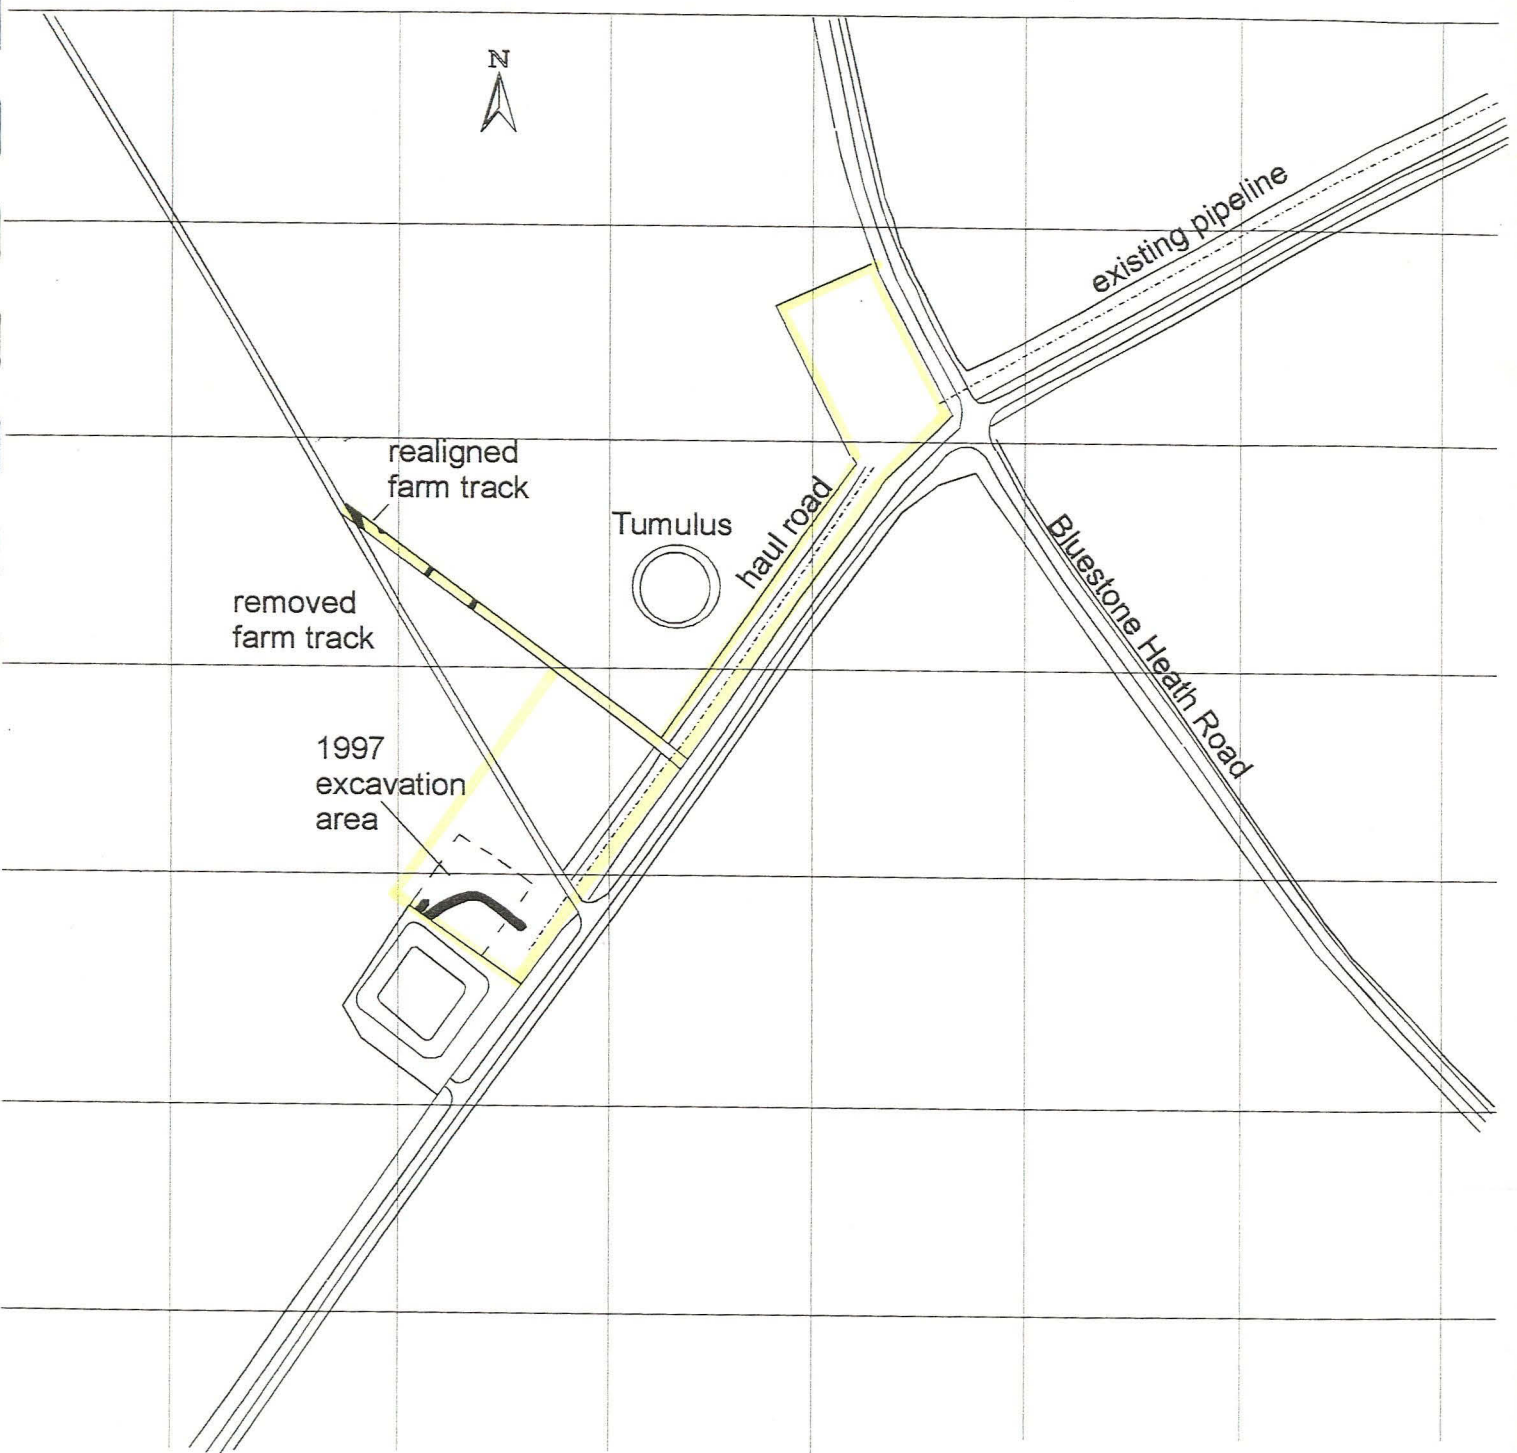 N
existing pipeline
realigned
farm track
Tumulus
haul road
Bluestone Heath Road
removed
farm track
1997
excavation
area